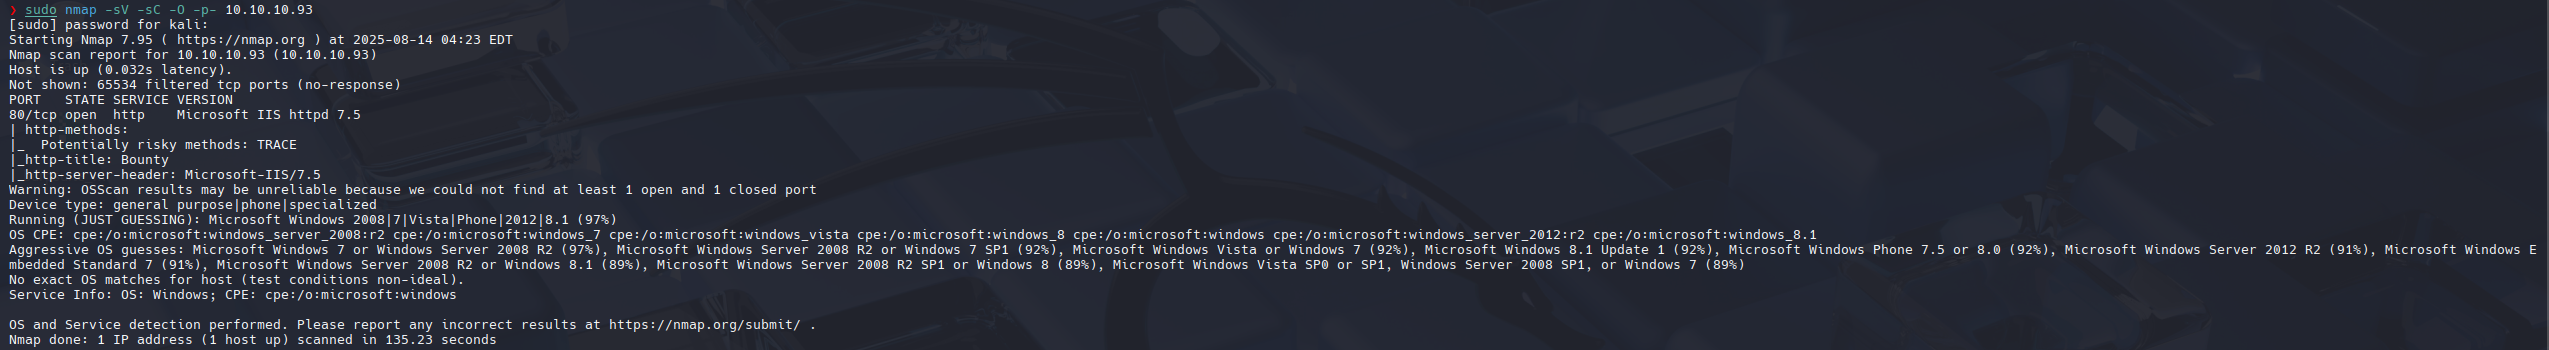 ❯ sudo nmap -sV -sC -O -p- 10.10.10.93
[sudo] password for kali:
Starting Nmap 7.95 ( https://nmap.org ) at 2025-08-14 04:23 EDT
Nmap scan report for 10.10.10.93 (10.10.10.93)
Host is up (0.032s latency).
Not shown: 65534 filtered tcp ports (no-response)
PORT   STATE SERVICE VERSION
80/tcp open  http    Microsoft IIS httpd 7.5
| http-methods:
|_  Potentially risky methods: TRACE
|_http-title: Bounty
|_http-server-header: Microsoft-IIS/7.5
Warning: OSScan results may be unreliable because we could not find at least 1 open and 1 closed port
Device type: general purpose|phone|specialized
Running (JUST GUESSING): Microsoft Windows 2008|7|Vista|Phone|2012|8.1 (97%)
OS CPE: cpe:/o:microsoft:windows_server_2008:r2 cpe:/o:microsoft:windows_7 cpe:/o:microsoft:windows_vista cpe:/o:microsoft:windows_8 cpe:/o:microsoft:windows cpe:/o:microsoft:windows_server_2012:r2 cpe:/o:microsoft:windows_8.1
Aggressive OS guesses: Microsoft Windows 7 or Windows Server 2008 R2 (97%), Microsoft Windows Server 2008 R2 or Windows 7 SP1 (92%), Microsoft Windows Vista or Windows 7 (92%), Microsoft Windows 8.1 Update 1 (92%), Microsoft Windows Phone 7.5 or 8.0 (92%), Microsoft Windows Server 2012 R2 (91%), Microsoft Windows E
mbedded Standard 7 (91%), Microsoft Windows Server 2008 R2 or Windows 8.1 (89%), Microsoft Windows Server 2008 R2 SP1 or Windows 8 (89%), Microsoft Windows Vista SP0 or SP1, Windows Server 2008 SP1, or Windows 7 (89%)
No exact OS matches for host (test conditions non-ideal).
Service Info: OS: Windows; CPE: cpe:/o:microsoft:windows

OS and Service detection performed. Please report any incorrect results at https://nmap.org/submit/ .
Nmap done: 1 IP address (1 host up) scanned in 135.23 seconds